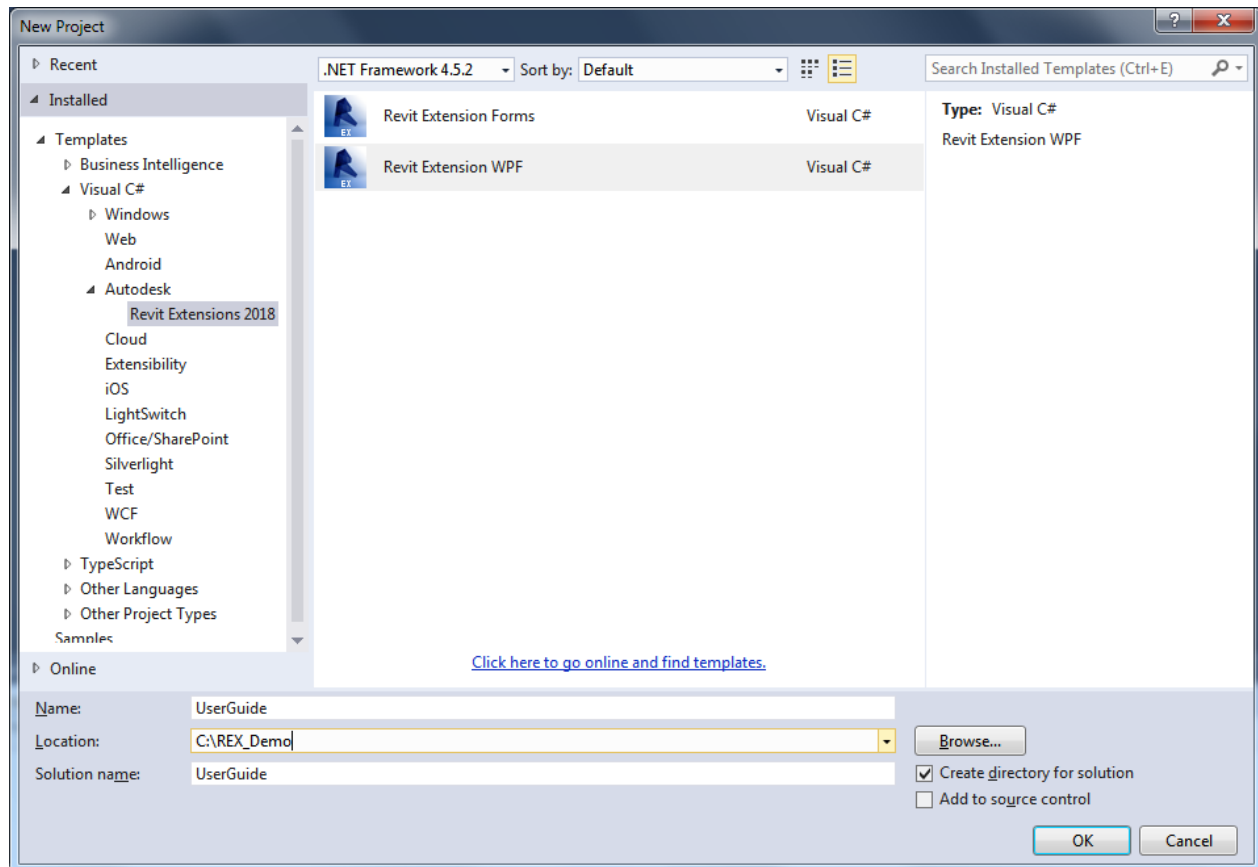 New Project
?
Recent
.NET Framework 4.5.2 Sort by: Default
Search Installed Templates (Ctrl+E)
Installed
Templates
Business Intelligence
Visual C#
Windows
Web
Android
Autodesk
Revit Extensions 2018
Cloud
Extensibility
iOS
LightSwitch
Office/SharePoint
Silverlight
Test
WCF
Workflow
TypeScript
Other Languages
Other Project Types
Samples
Online
R EX Revit Extension Forms Visual C#
R EX Revit Extension WPF Visual C#
Click here to go online and find templates.
Type: Visual C#
Revit Extension WPF
Name: UserGuide
Location: C:\REX_Demo
Browse...
Solution name: UserGuide
Create directory for solution
Add to source control
OK Cancel